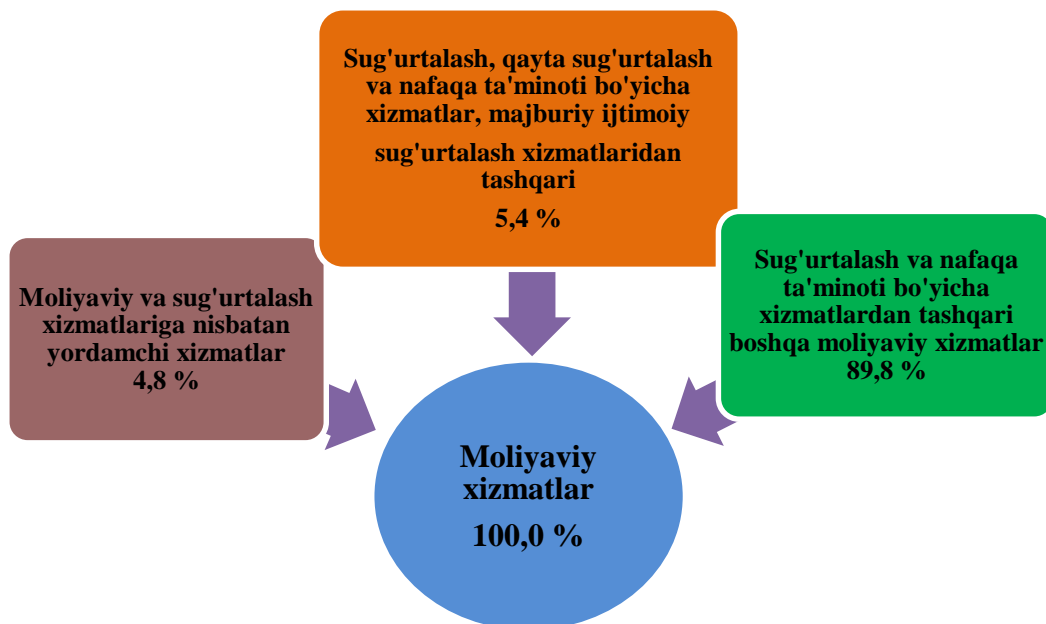 Sug'urtalash, qayta sug'urtalash
va nafaqa ta'minoti bo'yicha
xizmatlar, majburiy ijtimoiy
sug'urtalash xizmatlaridan
tashqari
5,4 %
Moliyaviy va sug'urtalash
xizmatlariga nisbatan
yordamchi xizmatlar
4,8 %
Sug'urtalash va nafaqa
ta'minoti bo'yicha
xizmatlardan tashqari
boshqa moliyaviy xizmatlar
89,8 %
Moliyaviy
xizmatlar
100,0 %